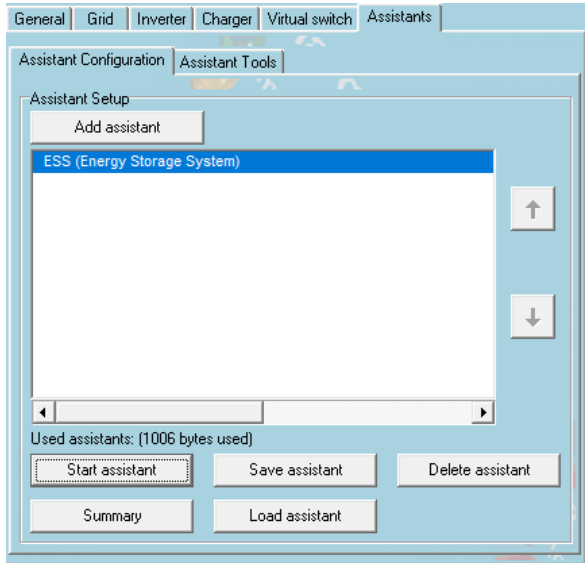 General Grid Inverter Charger Virtual switch Assistants
Assistant Configuration Assistant Tools
Assistant Setup
Add assistant
ESS (Energy Storage System)
Used assistants: (1006 bytes used)
Start assistant Save assistant Delete assistant
Summary Load assistant